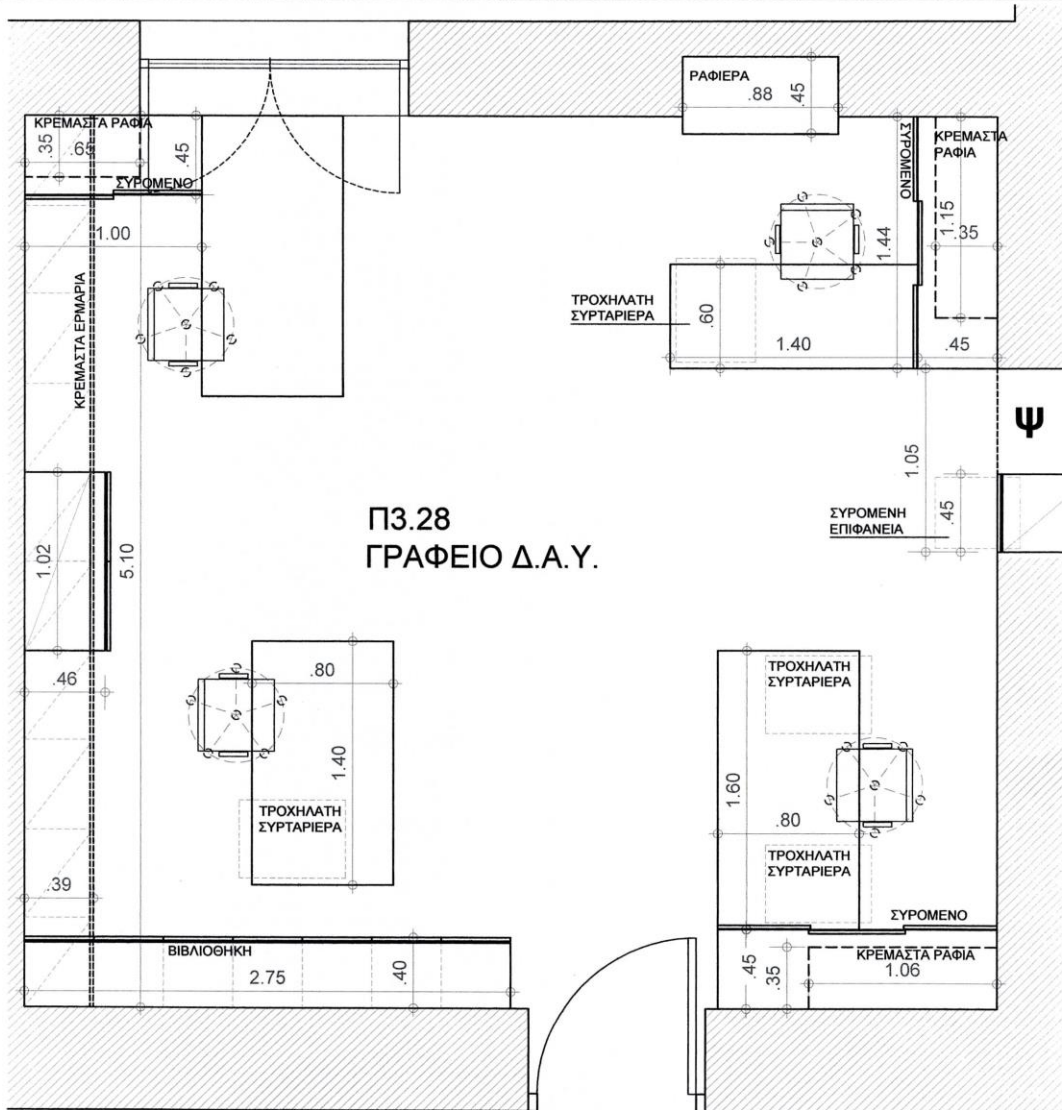 ΡΑΦΙΕΡΑ
.88
.45
ΚΡΕΜΑΣΤΑ ΡΑΦΙΑ
.35
.65
.45
ΣΥΡΟΜΕΝΟ
1.00
ΣΥΡΟΜΕΝΟ
ΚΡΕΜΑΣΤΑ
ΡΑΦΙΑ
1.15
.35
1.44
ΚΡΕΜΑΣΤΑ ΕΡΜΑΡΙΑ
ΤΡΟΧΗΛΑΤΗ
ΣΥΡΤΑΡΙΕΡΑ
.60
1.40
.45
Ψ
1.05
.45
ΣΥΡΟΜΕΝΗ
ΕΠΙΦΑΝΕΙΑ
Π3.28
ΓΡΑΦΕΙΟ Δ.Α.Υ.
1.02
5.10
.46
.80
1.40
ΤΡΟΧΗΛΑΤΗ
ΣΥΡΤΑΡΙΕΡΑ
ΤΡΟΧΗΛΑΤΗ
ΣΥΡΤΑΡΙΕΡΑ
1.60
.80
ΤΡΟΧΗΛΑΤΗ
ΣΥΡΤΑΡΙΕΡΑ
.39
ΣΥΡΟΜΕΝΟ
ΒΙΒΛΙΟΘΗΚΗ
2.75
.40
.45
.35
ΚΡΕΜΑΣΤΑ ΡΑΦΙΑ
1.06